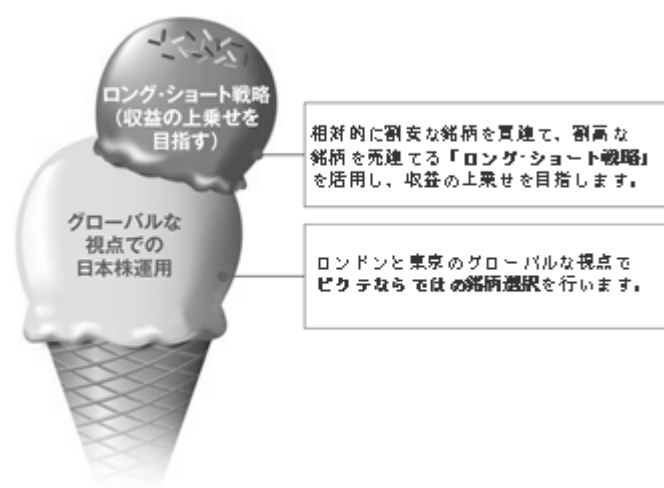 ロング・ショート戦略
(収益の上乗せを
目指す)
相対的に割安な銘柄を買建て、割高な
銘柄を売建てる「ロング・ショート戦略」
を活用し、収益の上乗せを目指します。
グローバルな
視点での
日本株運用
ロンドンと東京のグローバルな視点で
ピクテならではの銘柄選択を行います。